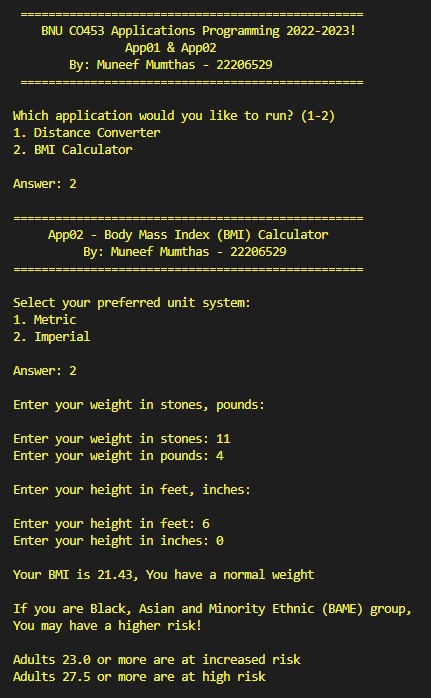 ==================================================
BNU CO453 Applications Programming 2022-2023!
App01 & App02
By: Muneef Mumthas - 22206529
==================================================
Which application would you like to run? (1-2)
1. Distance Converter
2. BMI Calculator
Answer: 2
==================================================
App02 - Body Mass Index (BMI) Calculator
By: Muneef Mumthas - 22206529
==================================================
Select your preferred unit system:
1. Metric
2. Imperial
Answer: 2
Enter your weight in stones, pounds:
Enter your weight in stones: 11
Enter your weight in pounds: 4
Enter your height in feet, inches:
Enter your height in feet: 6
Enter your height in inches: 0
Your BMI is 21.43, You have a normal weight
If you are Black, Asian and Minority Ethnic (BAME) group,
You may have a higher risk!
Adults 23.0 or more are at increased risk
Adults 27.5 or more are at high risk